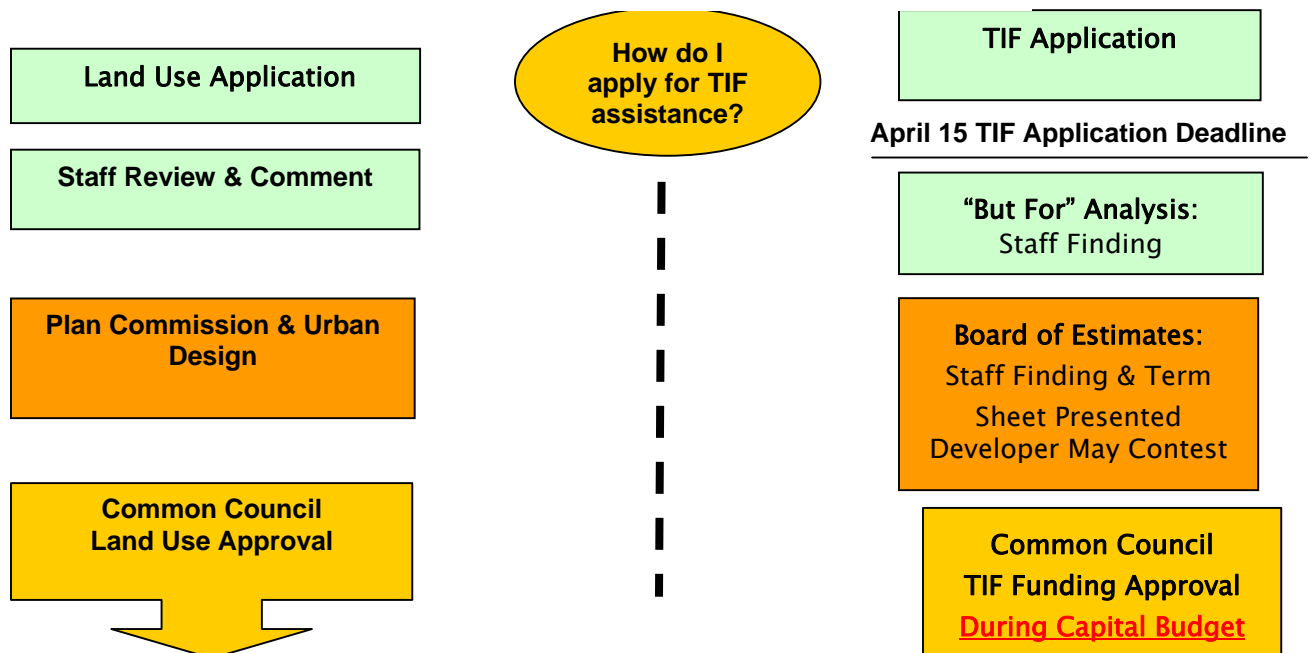 Land Use Application
Staff Review & Comment
Plan Commission & Urban
Design
Common Council
Land Use Approval
How do I
apply for TIF
assistance?
TIF Application
April 15 TIF Application Deadline
“But For” Analysis:
Staff Finding
Board of Estimates:
Staff Finding & Term
Sheet Presented
Developer May Contest
Common Council
TIF Funding Approval
During Capital Budget